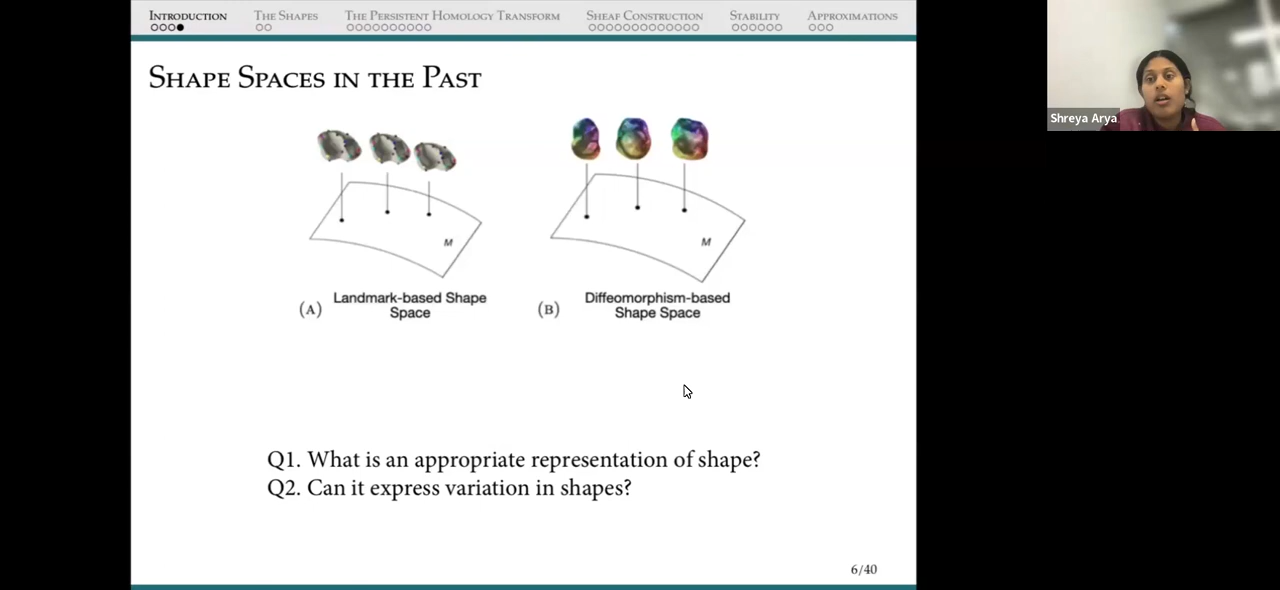 Introduction The Shapes The Persistent Homology Transform Sheaf Construction Stability Approximations
Shape Spaces in the Past
Shreya Arya
M
M
(A) Landmark-based Shape Space
(B) Diffeomorphism-based Shape Space
Q1. What is an appropriate representation of shape?
Q2. Can it express variation in shapes?
6/40